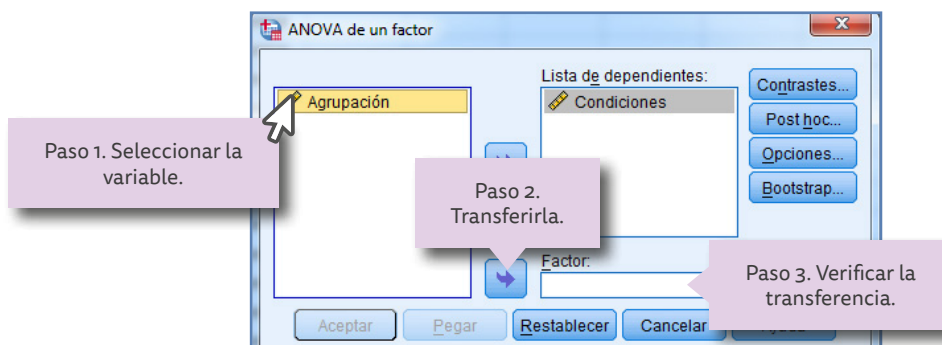 ANOVA de un factor
x
Lista de dependientes:
Agrupación
Condiciones
Contrastes...
Post hoc...
Opciones...
Bootstrap...
Paso 1. Seleccionar la
variable.
Paso 2.
Transferirla.
Factor:
Paso 3. Verificar la
transferencia.
Aceptar
Pegar
Restablecer
Cancelar